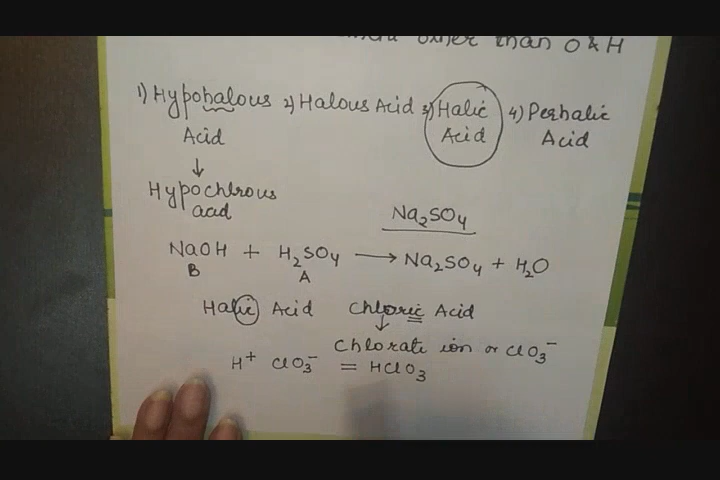 other than O & H
1) Hypohalous 2) Halous Acid 3) Halic 4) Perhalic
Acid Acid Acid
↓
Hypochlrous
acid
Na₂SO₄
NaOH + H₂SO₄ → Na₂SO₄ + H₂O
B A
Halic Acid Chloric Acid
↓
Chlorate ion or ClO₃⁻
H⁺ ClO₃⁻ = HClO₃